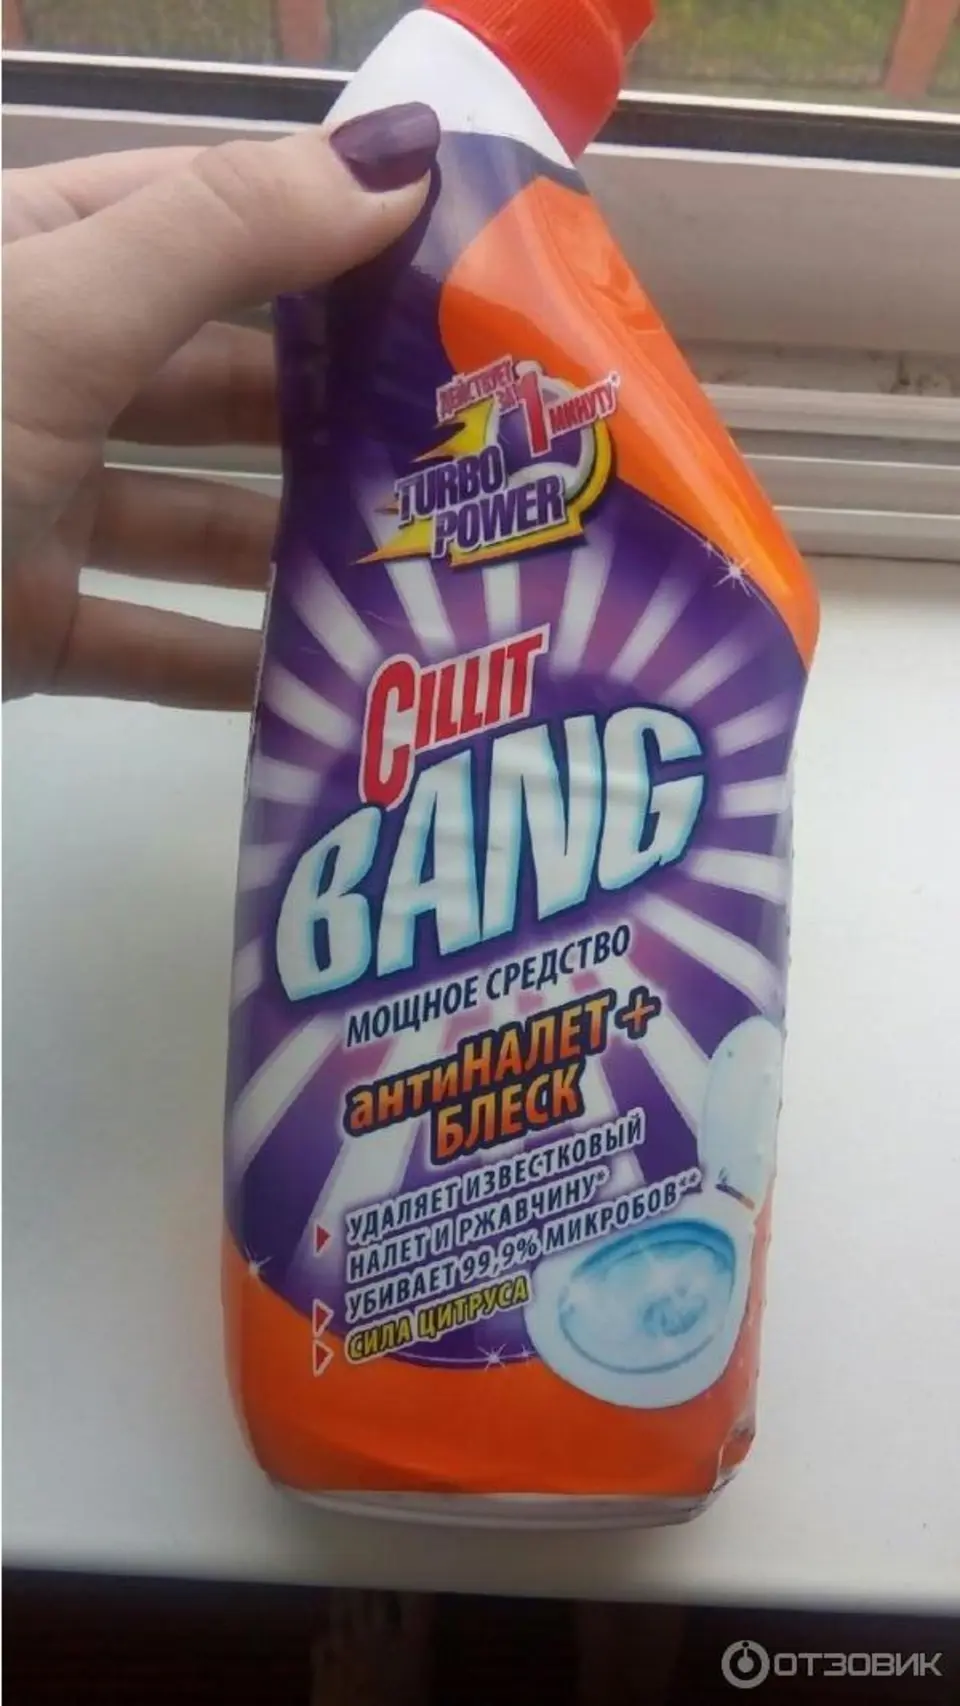 ДЕЙСТВУЕТ
ЗА 1 МИНУТУ*
TURBO
POWER
CILLIT
BANG
МОЩНОЕ СРЕДСТВО
антиНАЛЕТ +
БЛЕСК
УДАЛЯЕТ ИЗВЕСТКОВЫЙ
НАЛЕТ И РЖАВЧИНУ*
УБИВАЕТ 99,9% МИКРОБОВ**
СИЛА ЦИТРУСА
ОТЗОВИК